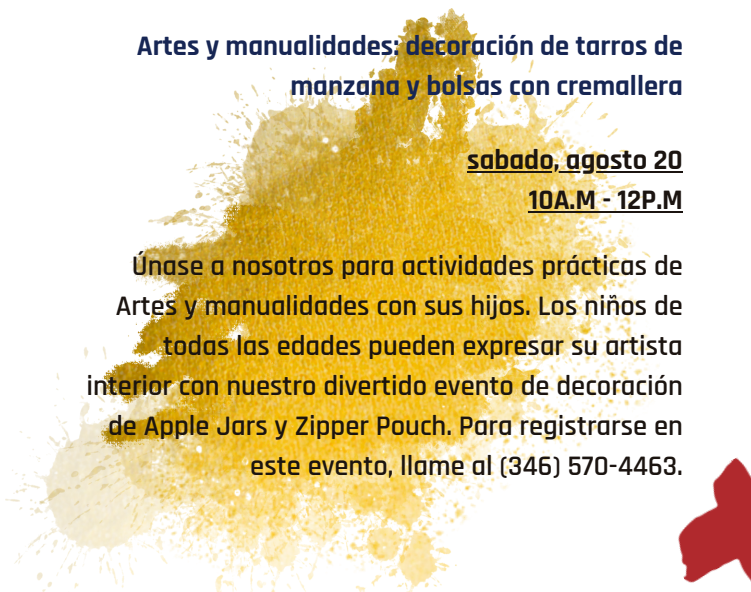 Artes y manualidades: decoración de tarros de
manzana y bolsas con cremallera
sabado, agosto 20
10A.M - 12P.M
Únase a nosotros para actividades prácticas de
Artes y manualidades con sus hijos. Los niños de
todas las edades pueden expresar su artista
interior con nuestro divertido evento de decoración
de Apple Jars y Zipper Pouch. Para registrarse en
este evento, llame al (346) 570-4463.